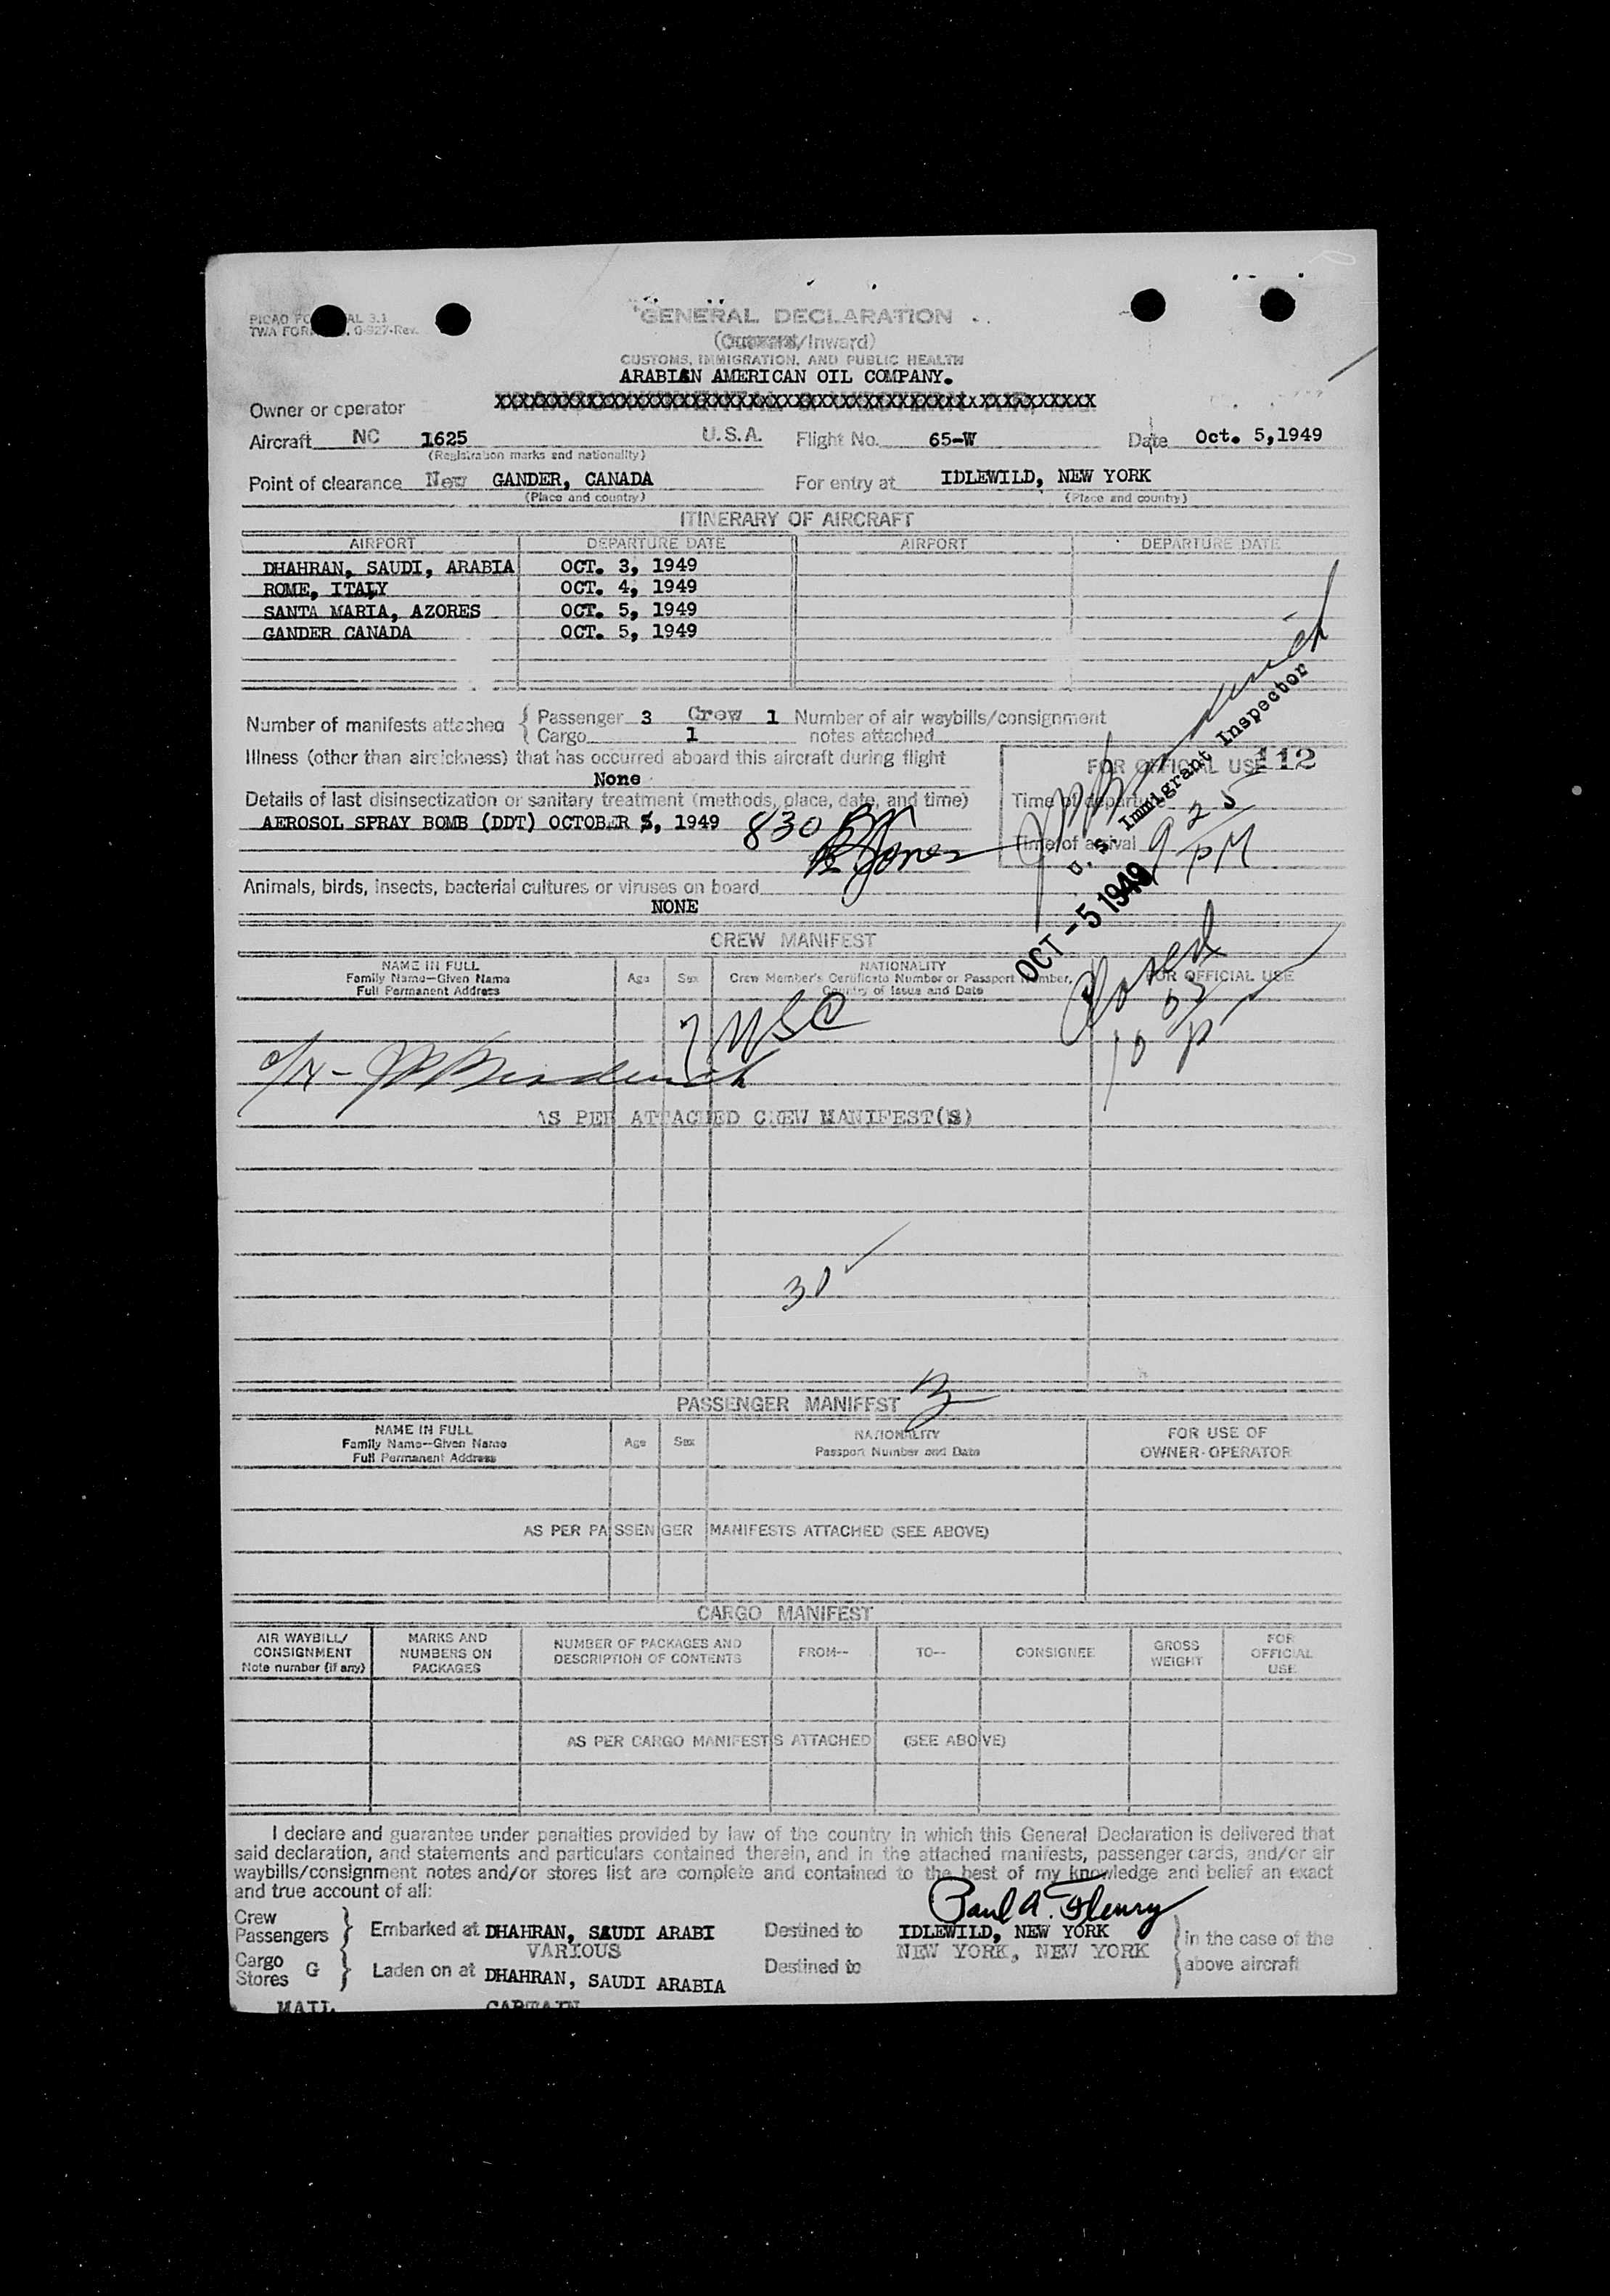 GENERAL DECLARATION
(Outward/Inward)
CUSTOMS, IMMIGRATION, AND PUBLIC HEALTH
ARABIAN AMERICAN OIL COMPANY.
Owner or operator
Aircraft NC 1625 U.S.A. Flight No. 65-W Date Oct. 5,1949
(Registration marks and nationality)
Point of clearance New GANDER, CANADA For entry at IDLEWILD, NEW YORK
(Place and country) (Place and country)
ITINERARY OF AIRCRAFT
AIRPORT DEPARTURE DATE AIRPORT DEPARTURE DATE
DHAHRAN, SAUDI, ARABIA OCT. 3, 1949
ROME, ITALY OCT. 4, 1949
SANTA MARIA, AZORES OCT. 5, 1949
GANDER CANADA OCT. 5, 1949
Number of manifests attached { Passenger 3 Crew 1 Number of air waybills/consignment
Cargo 1 notes attached
Illness (other than airsickness) that has occurred aboard this aircraft during flight
None
FOR OFFICIAL USE 112
Details of last disinsectization or sanitary treatment (methods, place, date, and time)
AEROSOL SPRAY BOMB (DDT) OCTOBER 5, 1949 830 PM
Jones
Time of departure
Time of arrival 9 25 PM
U. S. Immigrant Inspector
OCT - 5 1949
Animals, birds, insects, bacterial cultures or viruses on board
NONE
CREW MANIFEST
NAME IN FULL
Family Name--Given Name
Full Permanent Address
Age
Sex
NATIONALITY
Crew Member's Certificate Number or Passport Number,
Country of Issue and Date
FOR OFFICIAL USE
Closed
10 05 P
7 USC
AS PER ATTACHED CREW MANIFEST(S)
30
PASSENGER MANIFEST 3
NAME IN FULL
Family Name--Given Name
Full Permanent Address
Age
Sex
NATIONALITY
Passport Number and Date
FOR USE OF
OWNER-OPERATOR
AS PER PASSENGER MANIFESTS ATTACHED (SEE ABOVE)
CARGO MANIFEST
AIR WAYBILL/
CONSIGNMENT
Note number (if any)
MARKS AND
NUMBERS ON
PACKAGES
NUMBER OF PACKAGES AND
DESCRIPTION OF CONTENTS
FROM--
TO--
CONSIGNEE
GROSS
WEIGHT
FOR
OFFICIAL
USE
AS PER CARGO MANIFESTS ATTACHED (SEE ABOVE)
I declare and guarantee under penalties provided by law of the country in which this General Declaration is delivered that
said declaration, and statements and particulars contained therein, and in the attached manifests, passenger cards, and/or air
waybills/consignment notes and/or stores list are complete and contained to the best of my knowledge and belief an exact
and true account of all:
Paul A. Fleury
Crew
Passengers } Embarked at DHAHRAN, SAUDI ARABI Destined to IDLEWILD, NEW YORK
VARIOUS NEW YORK, NEW YORK
Cargo
Stores G } Laden on at DHAHRAN, SAUDI ARABIA Destined to
in the case of the
above aircraft
MAIL CAPTAIN